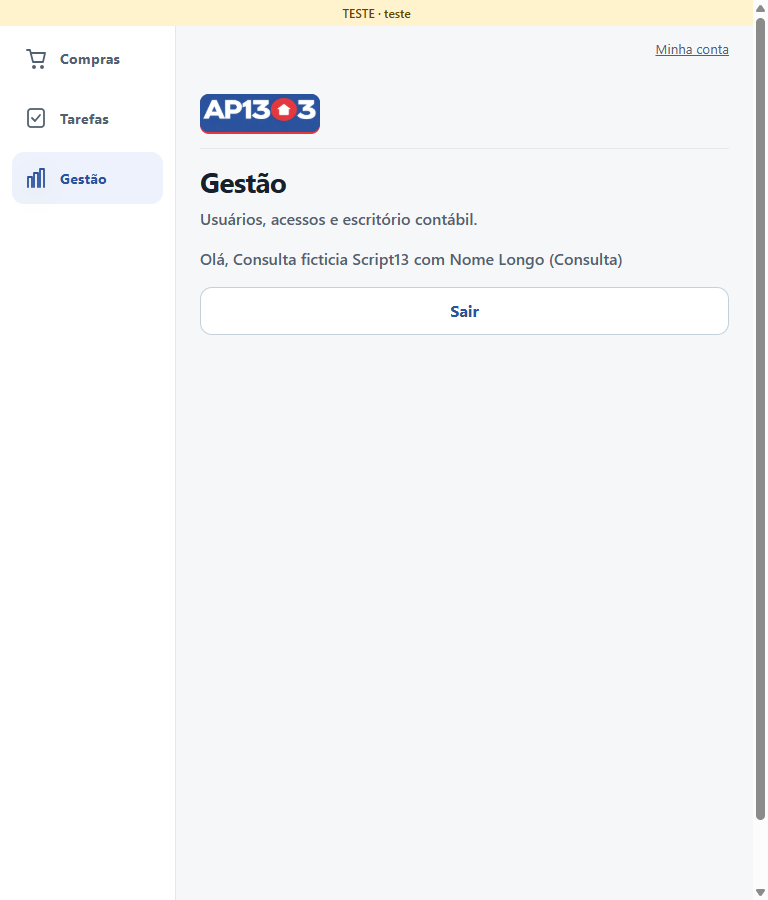 TESTE · teste
Compras
Tarefas
Gestão
Minha conta
AP1303
Gestão
Usuários, acessos e escritório contábil.
Olá, Consulta ficticia Script13 com Nome Longo (Consulta)
Sair